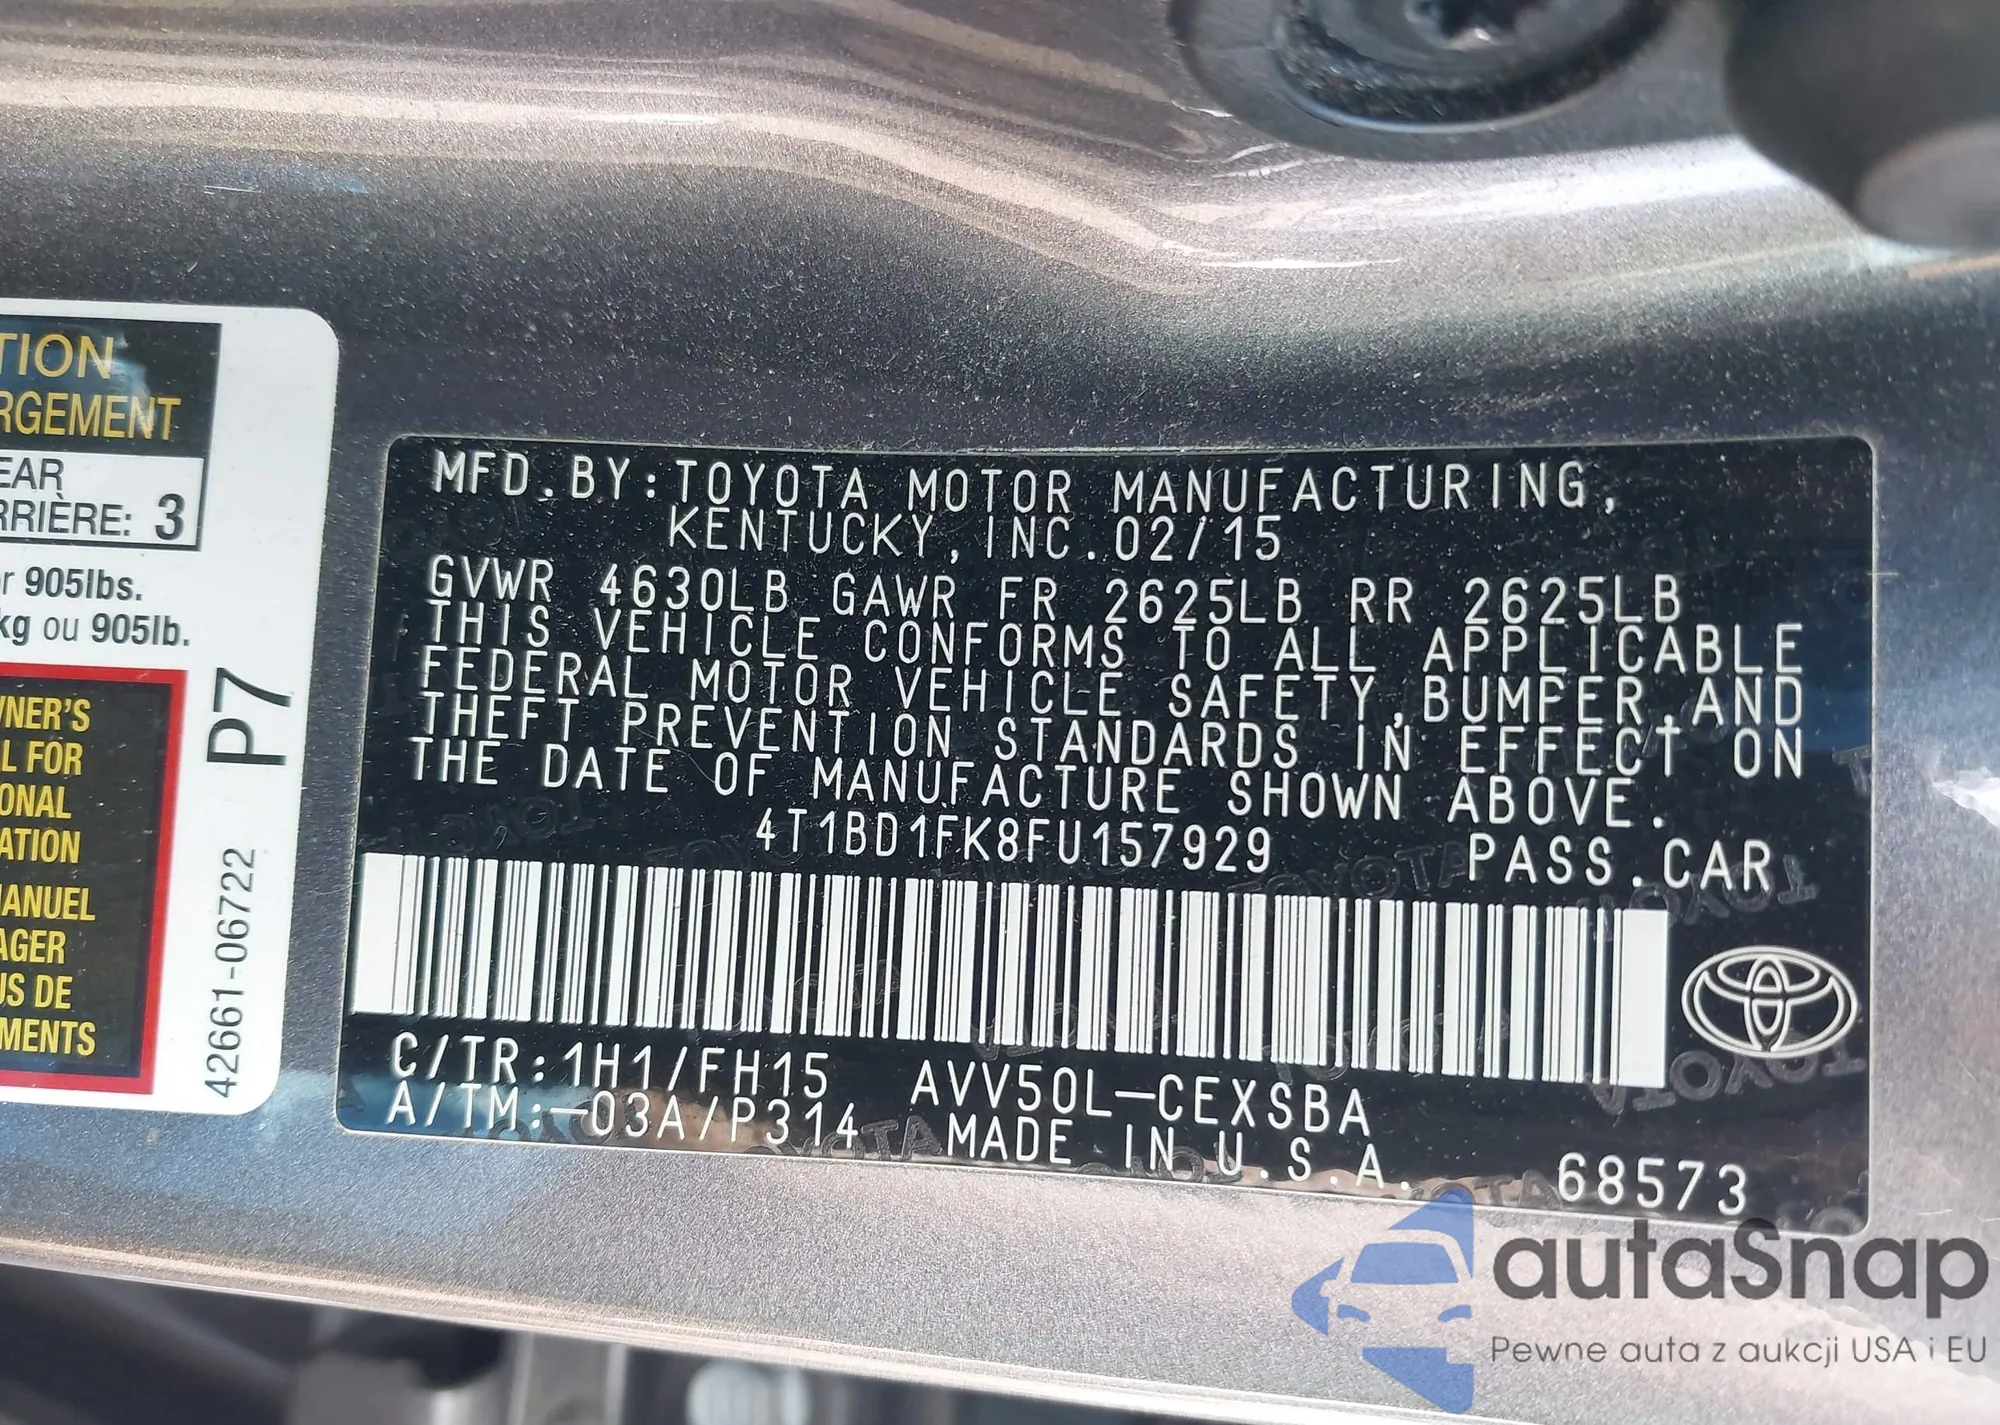 TION
RGEMENT
EAR
RRIÈRE: 3
r 905lbs.
kg ou 905lb.
WNER'S
L FOR
ONAL
ATION
MANUEL
AGER
US DE
MENTS
P7
42661-06722
MFD.BY:TOYOTA MOTOR MANUFACTURING,
KENTUCKY,INC.02/15
GVWR 4630LB GAWR FR 2625LB RR 2625LB
THIS VEHICLE CONFORMS TO ALL APPLICABLE
FEDERAL MOTOR VEHICLE SAFETY,BUMPER,AND
THEFT PREVENTION STANDARDS IN EFFECT ON
THE DATE OF MANUFACTURE SHOWN ABOVE.
4T1BD1FK8FU157929 PASS.CAR
C/TR:1H1/FH15 AVV50L-CEXSBA
A/TM:-03A/P314 MADE IN U.S.A. 68573
autaSnap
Pewne auta z aukcji USA i EU